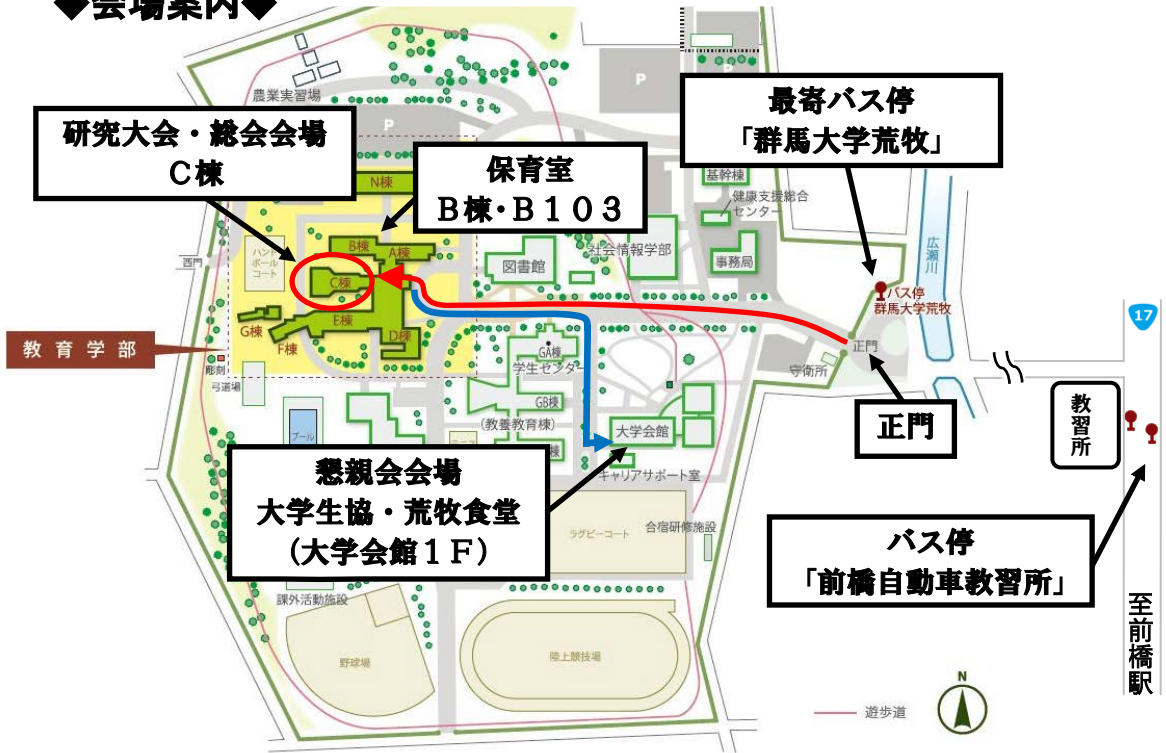 ◆会場案内◆
農業実習場
P
P
P
研究大会・総会会場
C棟
保育室
B棟・B103
最寄バス停
「群馬大学荒牧」
N棟
基幹棟
健康支援総合
センター
西門
ハンド
ボール
コート
B棟
A棟
C棟
図書館
社会情報学部
事務局
広瀬川
バス停
群馬大学荒牧
17
G棟
F棟
E棟
D棟
教育学部
彫刻
弓道場
GA棟
学生センター
守衛所
正門
正門
教習所
プール
GB棟
(教養教育棟)
テニス
棟
大学会館
キャリアサポート室
懇親会会場
大学生協・荒牧食堂
(大学会館1F)
ラグビーコート
合宿研修施設
バス停
「前橋自動車教習所」
課外活動施設
野球場
陸上競技場
至前橋駅
N
遊歩道